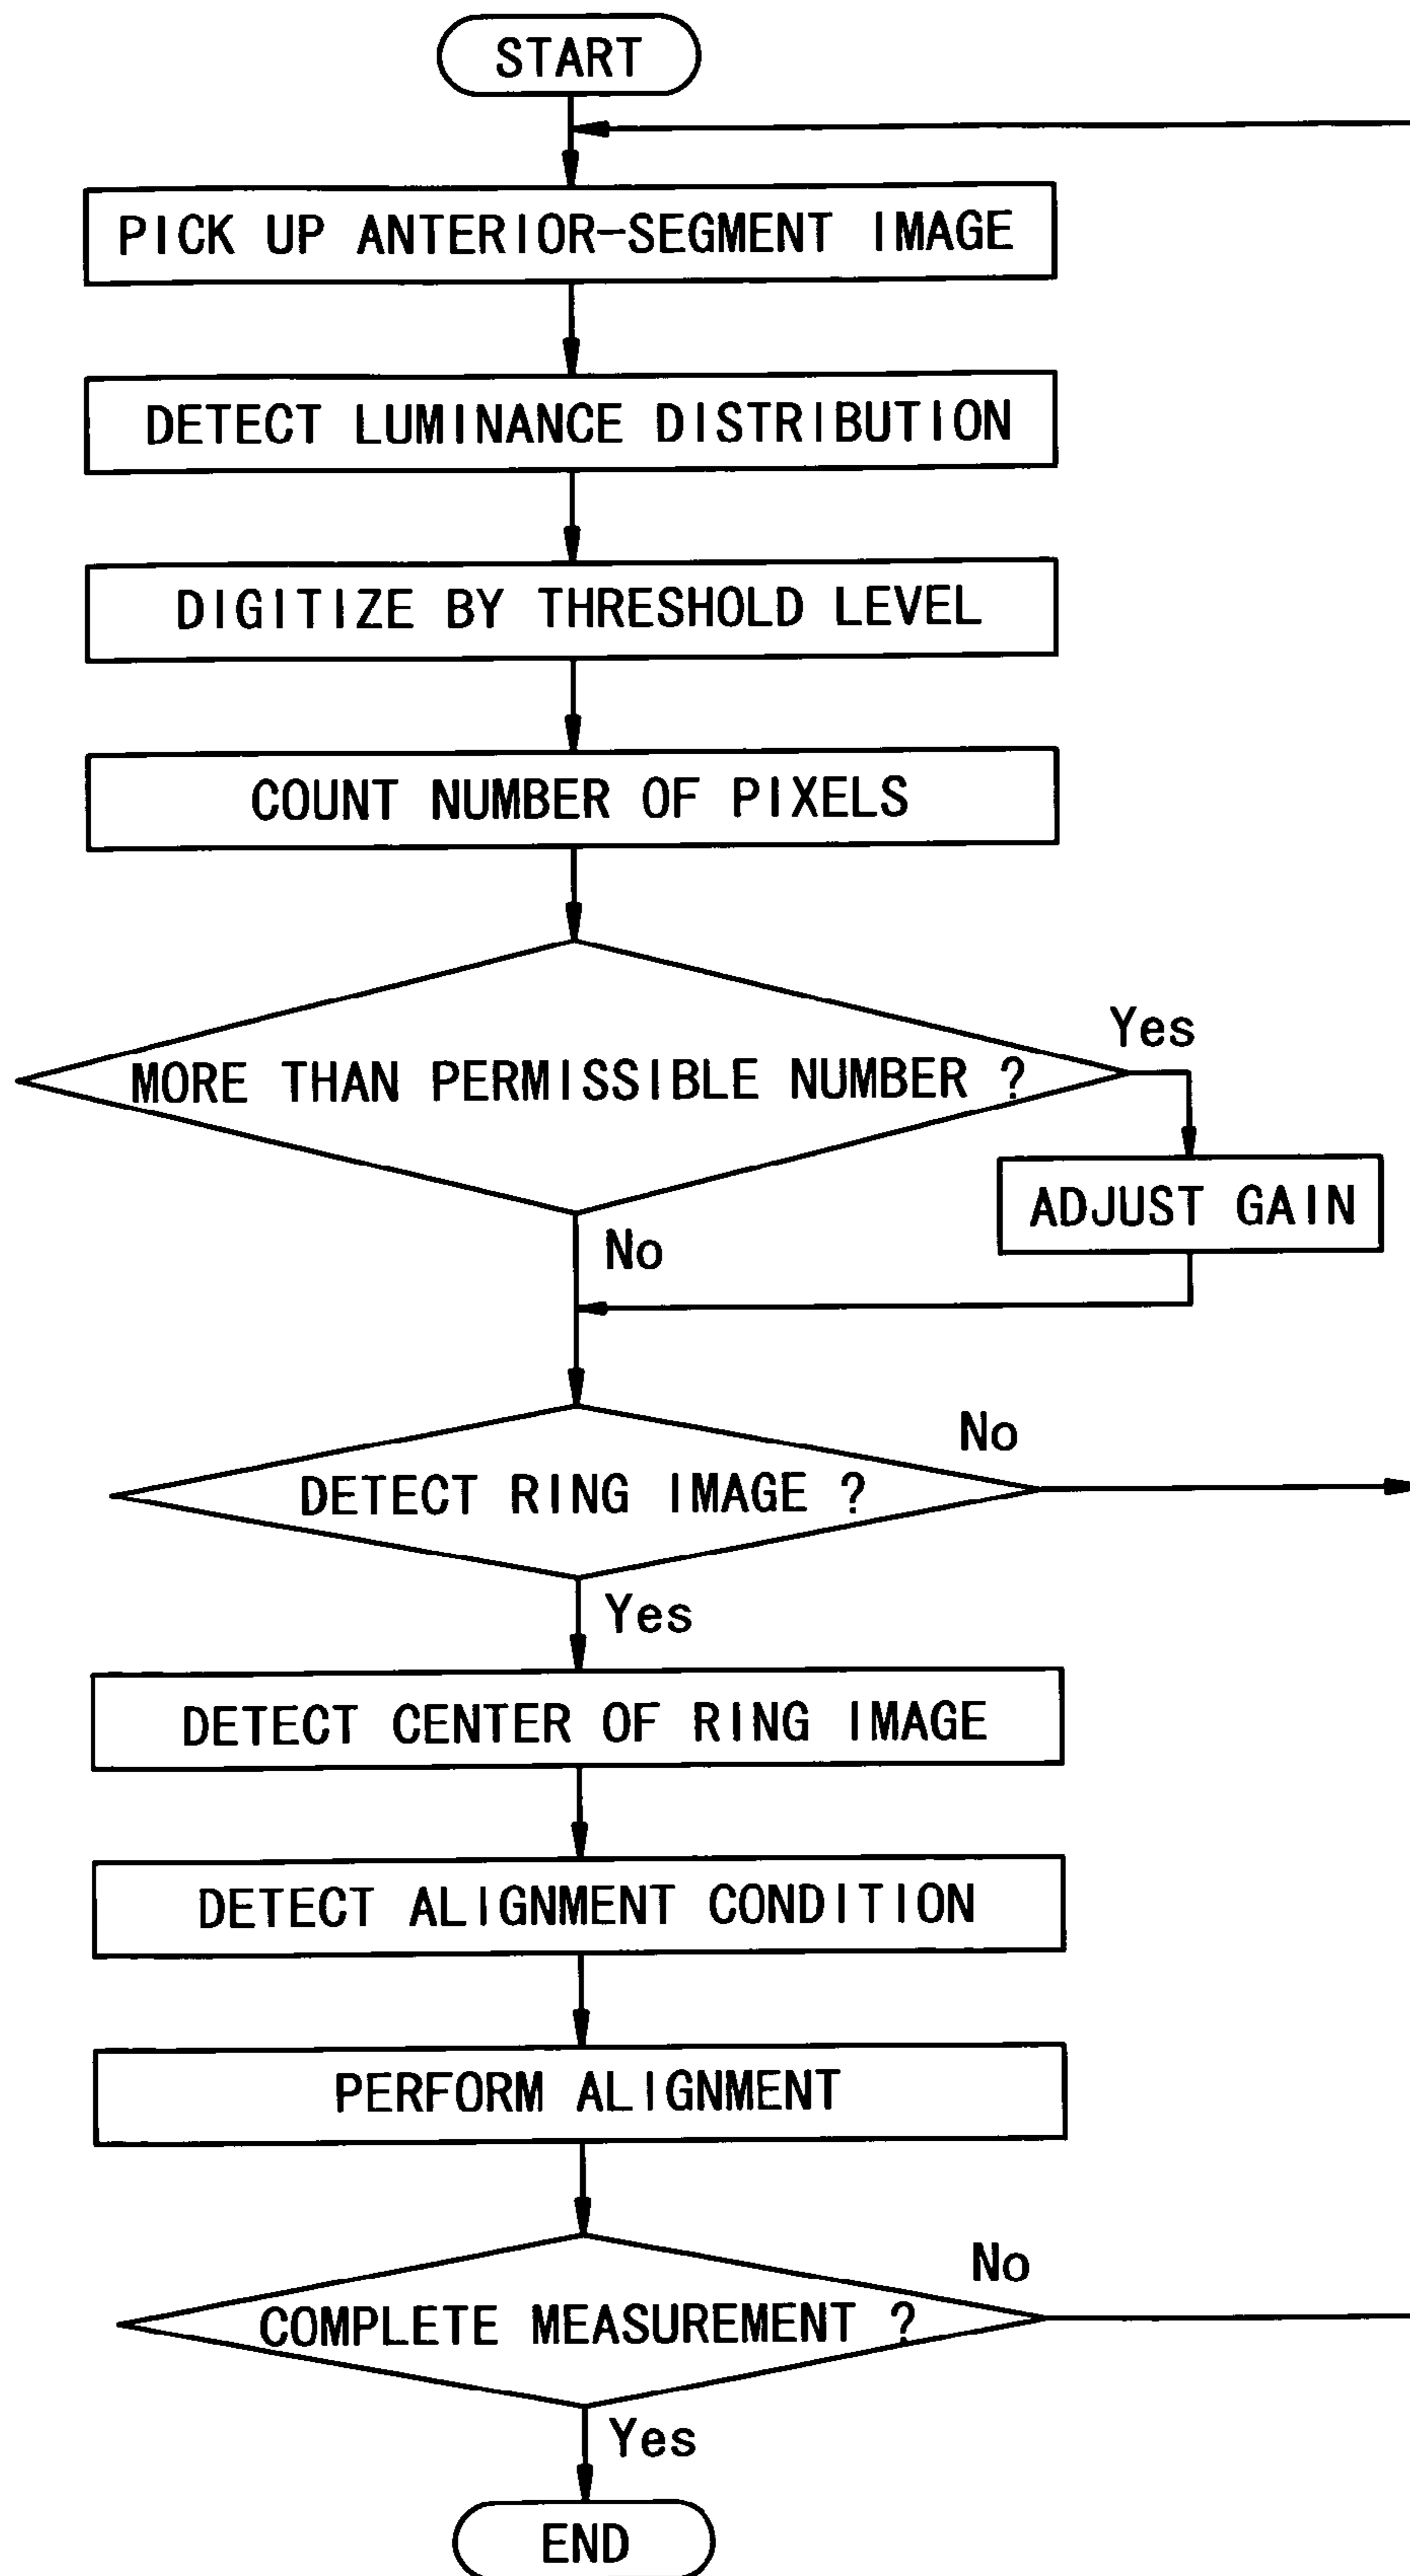 START
PICK UP ANTERIOR-SEGMENT IMAGE
DETECT LUMINANCE DISTRIBUTION
DIGITIZE BY THRESHOLD LEVEL
COUNT NUMBER OF PIXELS
MORE THAN PERMISSIBLE NUMBER ?
Yes
ADJUST GAIN
No
DETECT RING IMAGE ?
No
Yes
DETECT CENTER OF RING IMAGE
DETECT ALIGNMENT CONDITION
PERFORM ALIGNMENT
COMPLETE MEASUREMENT ?
No
Yes
END